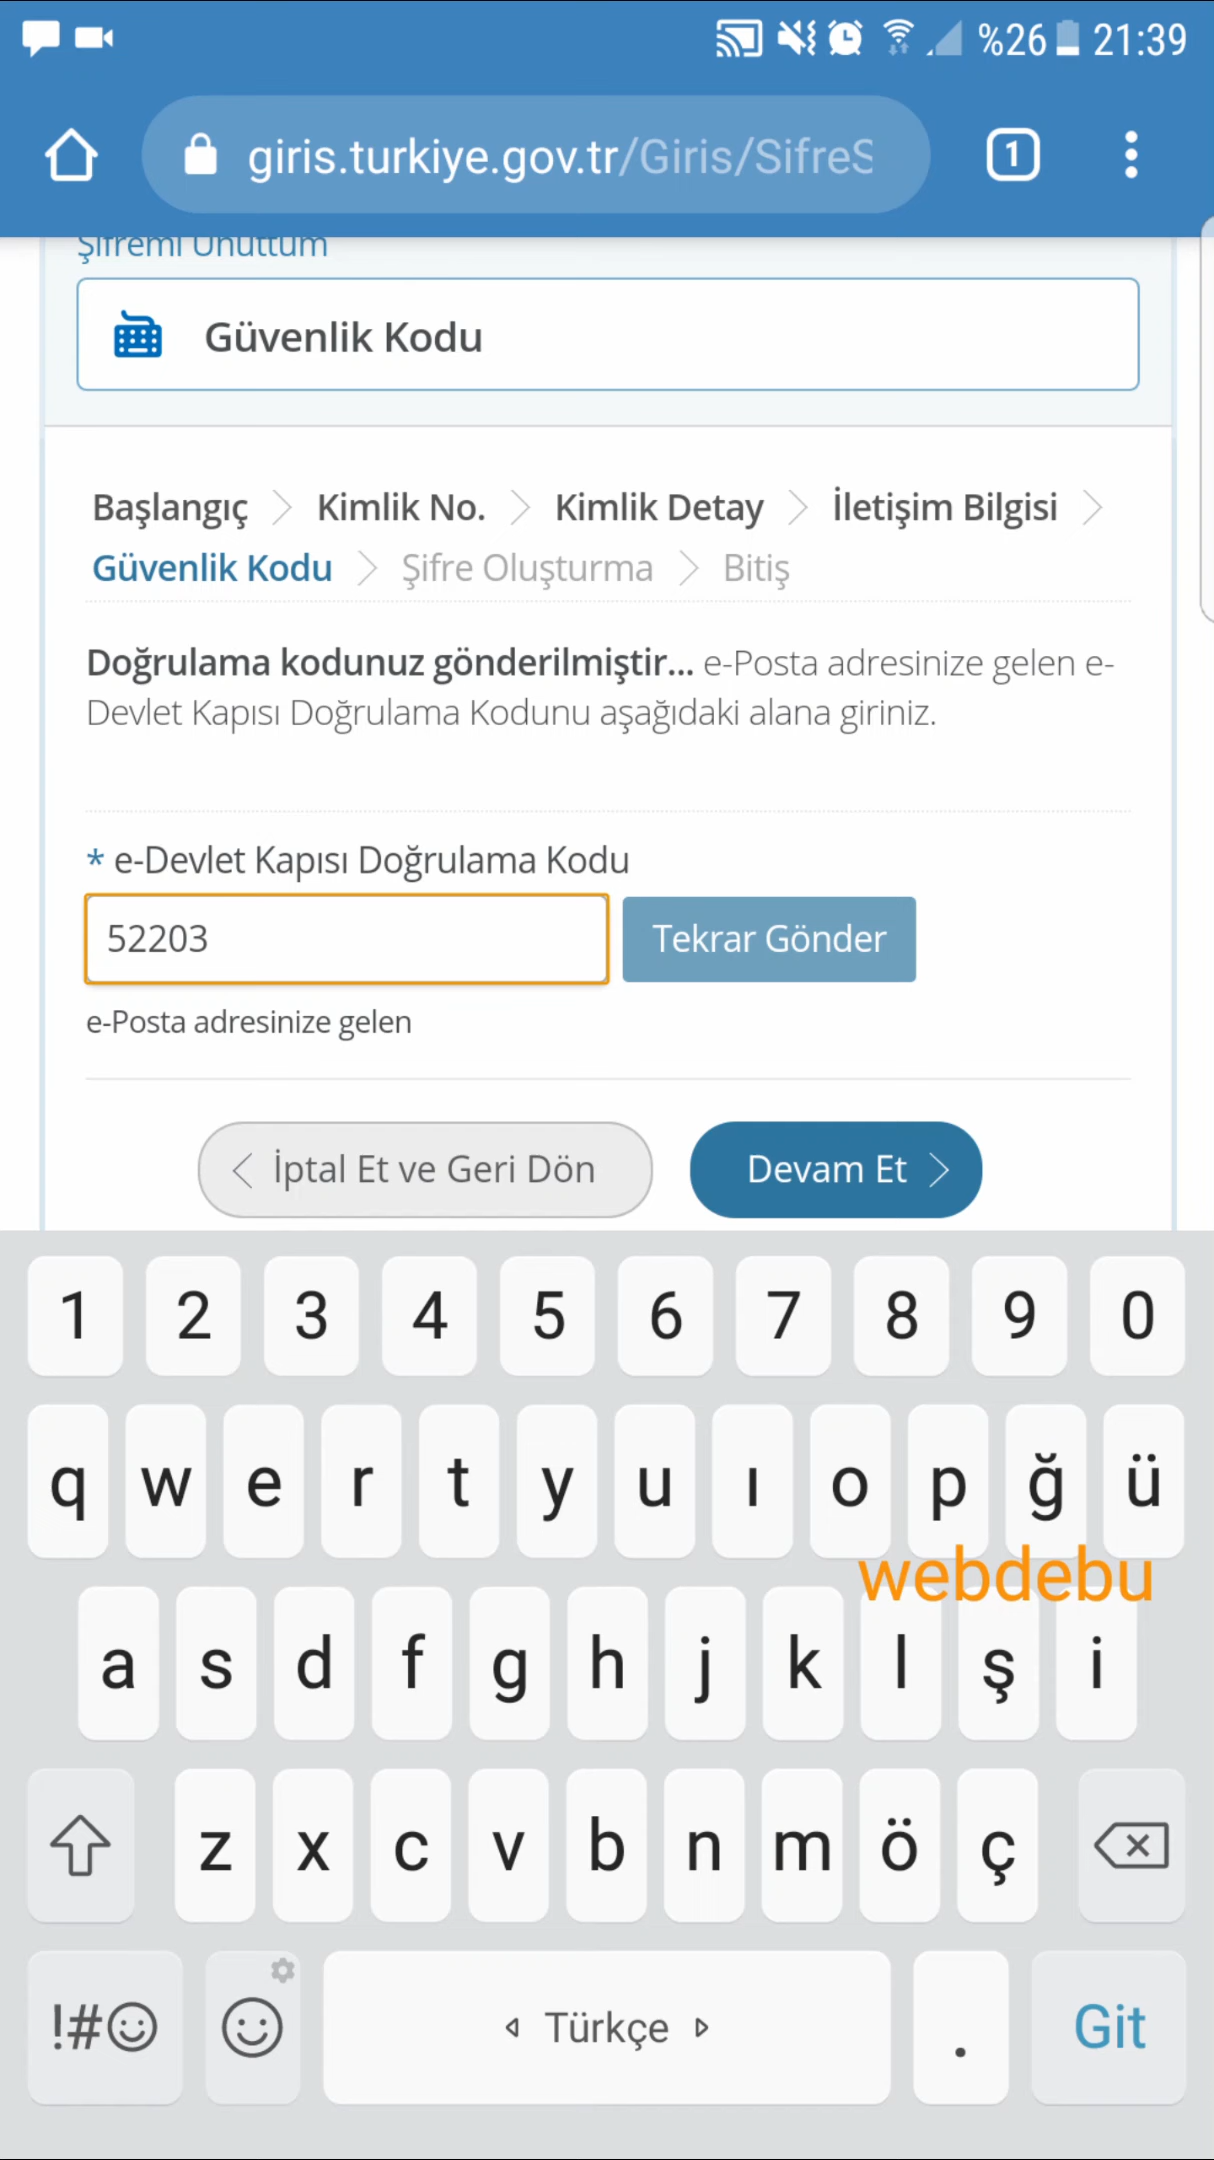 %26 21:39
giris.turkiye.gov.tr/Giris/SifreS
1
Şifremi Unuttum
Güvenlik Kodu
Başlangıç Kimlik No. Kimlik Detay İletişim Bilgisi
Güvenlik Kodu Şifre Oluşturma Bitiş
Doğrulama kodunuz gönderilmiştir... e-Posta adresinize gelen e-
Devlet Kapısı Doğrulama Kodunu aşağıdaki alana giriniz.
* e-Devlet Kapısı Doğrulama Kodu
52203
Tekrar Gönder
e-Posta adresinize gelen
İptal Et ve Geri Dön
Devam Et
1 2 3 4 5 6 7 8 9 0
q w e r t y u ı o p ğ ü
webdebu
a s d f g h j k l ş i
z x c v b n m ö ç
!# Türkçe . Git